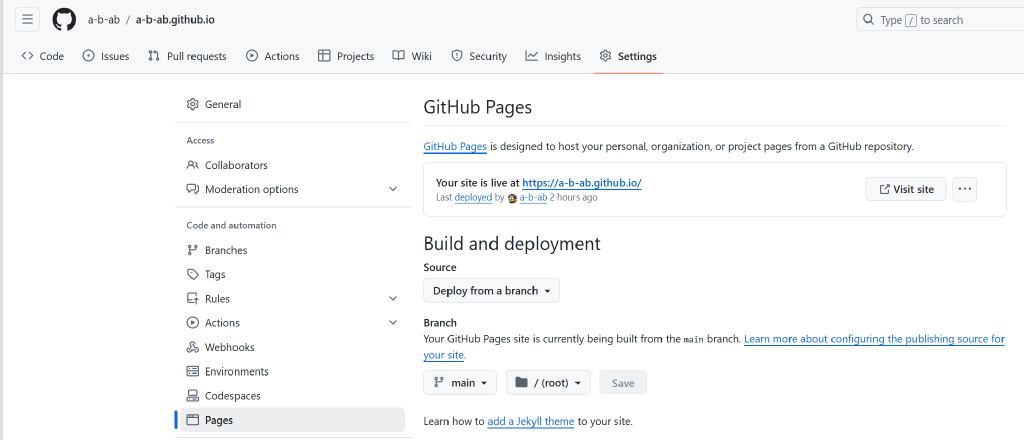 a-b-ab / a-b-ab.github.io
Type / to search
Code Issues Pull requests Actions Projects Wiki Security Insights Settings
General
Access
Collaborators
Moderation options
Code and automation
Branches
Tags
Rules
Actions
Webhooks
Environments
Codespaces
Pages
GitHub Pages
GitHub Pages is designed to host your personal, organization, or project pages from a GitHub repository.
Your site is live at https://a-b-ab.github.io/
Last deployed by a-b-ab 2 hours ago
Visit site
Build and deployment
Source
Deploy from a branch
Branch
Your GitHub Pages site is currently being built from the main branch. Learn more about configuring the publishing source for
your site.
main / (root) Save
Learn how to add a Jekyll theme to your site.